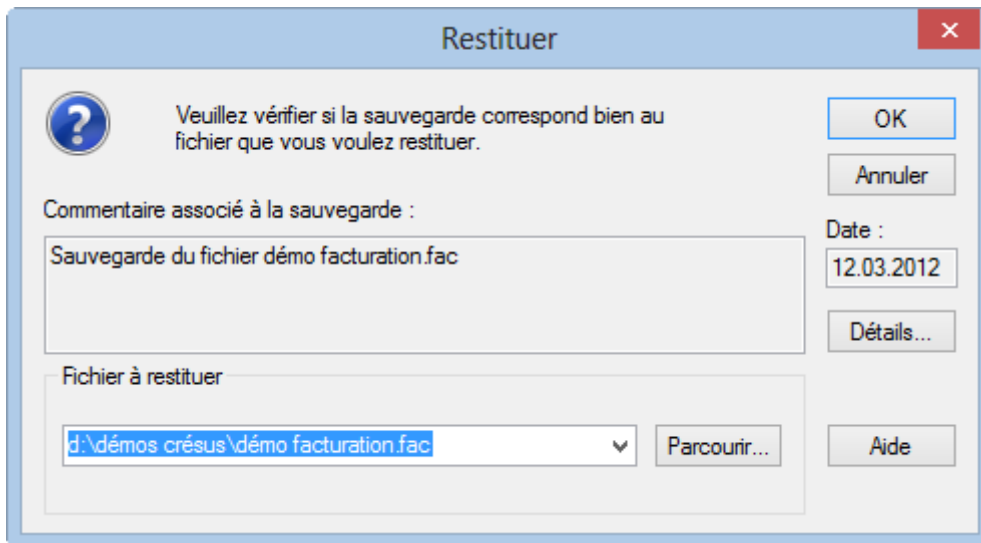 Restituer
Veuillez vérifier si la sauvegarde correspond bien au
fichier que vous voulez restituer.
OK
Annuler
Commentaire associé à la sauvegarde :
Sauvegarde du fichier démo facturation.fac
Date :
12.03.2012
Détails...
Fichier à restituer
d:\démos crésus\démo facturation.fac
Parcourir...
Aide